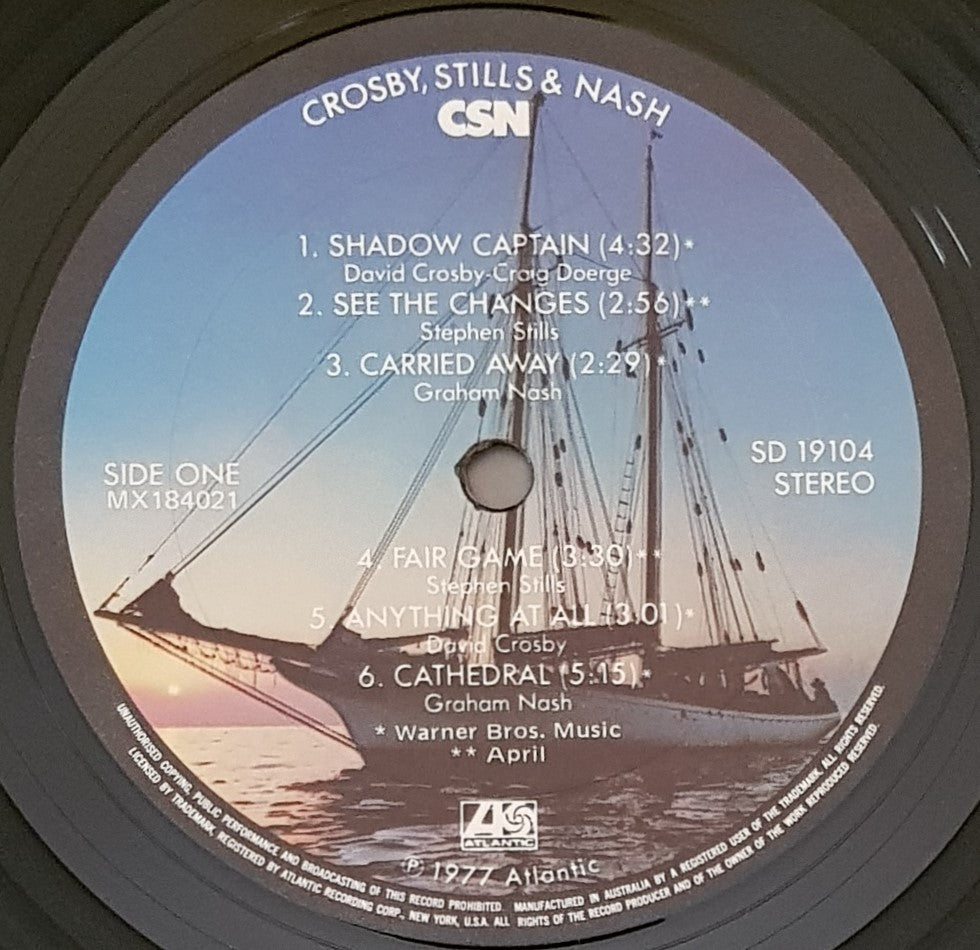 CROSBY, STILLS & NASH
CSN
1. SHADOW CAPTAIN (4:32)*
David Crosby-Craig Doerge
2. SEE THE CHANGES (2:56)**
Stephen Stills
3. CARRIED AWAY (2:29)*
Graham Nash
SIDE ONE
MX184021
SD 19104
STEREO
4. FAIR GAME (3:30)**
Stephen Stills
5. ANYTHING AT ALL (3:01)*
David Crosby
6. CATHEDRAL (5:15)*
Graham Nash
* Warner Bros. Music
** April
ATLANTIC
℗ 1977 Atlantic
UNAUTHORISED COPYING, PUBLIC PERFORMANCE AND BROADCASTING OF THIS RECORD PROHIBITED. MANUFACTURED IN AUSTRALIA BY A REGISTERED USER OF THE TRADEMARK. ALL RIGHTS RESERVED.
LICENSED BY TRADEMARK. REGISTERED BY ATLANTIC RECORDING CORP., NEW YORK, U.S.A. ALL RIGHTS OF THE RECORD PRODUCER AND OF THE OWNER OF THE WORK REPRODUCED RESERVED.